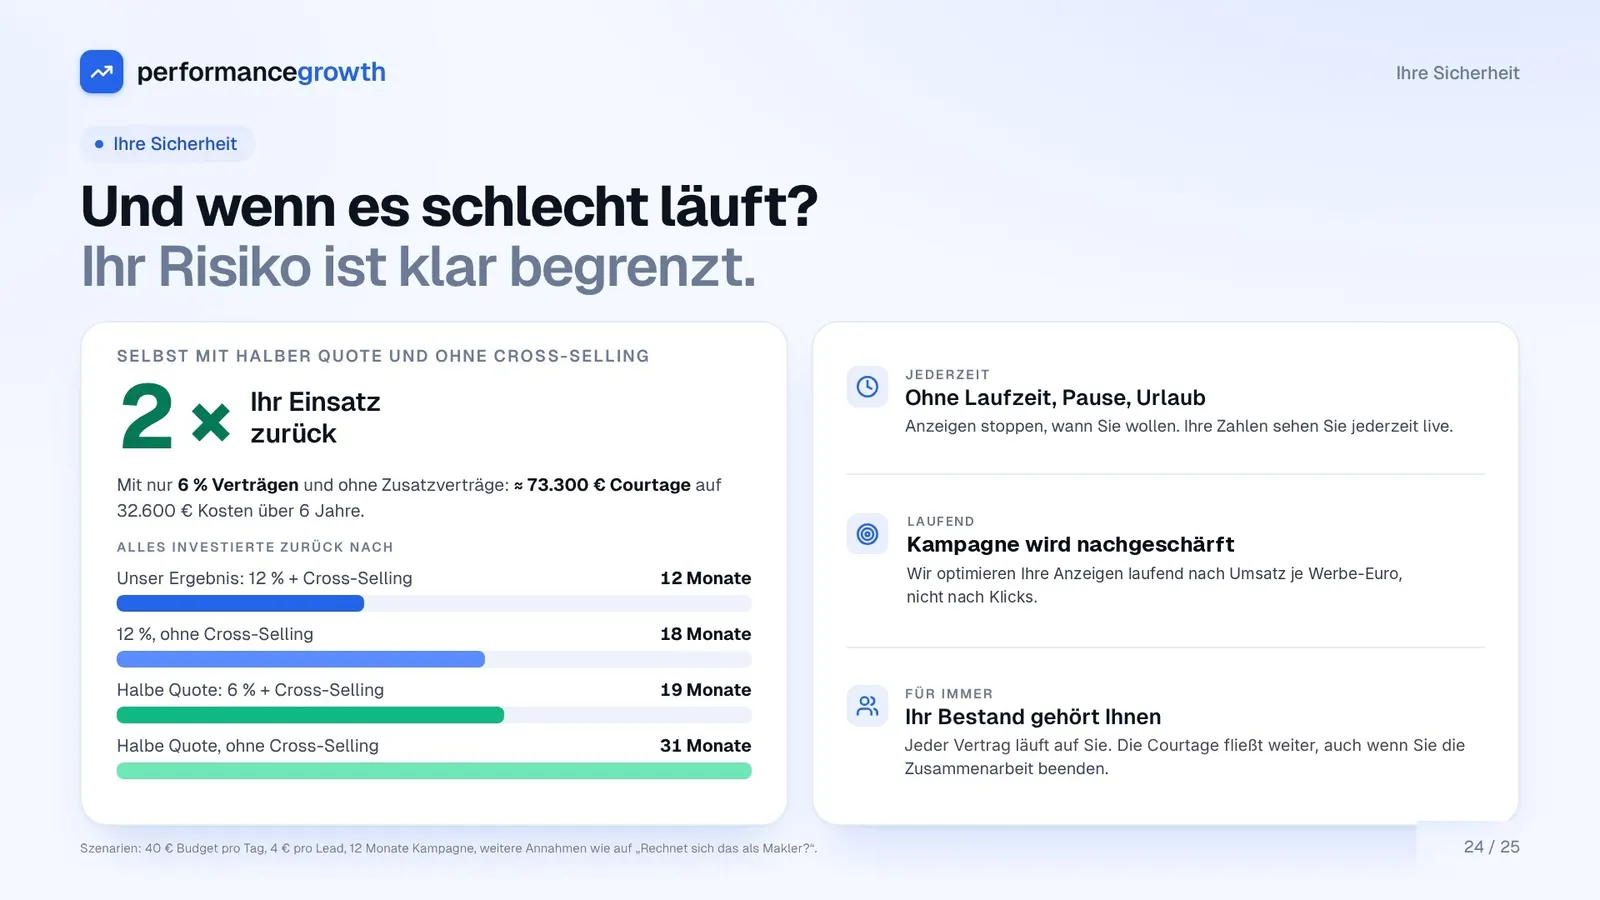 performancegrowth
Ihre Sicherheit
Ihre Sicherheit
Und wenn es schlecht läuft?
Ihr Risiko ist klar begrenzt.
SELBST MIT HALBER QUOTE UND OHNE CROSS-SELLING
2 × Ihr Einsatz
zurück
Mit nur 6 % Verträgen und ohne Zusatzverträge: ≈ 73.300 € Courtage auf
32.600 € Kosten über 6 Jahre.
ALLES INVESTIERTE ZURÜCK NACH
Unser Ergebnis: 12 % + Cross-Selling 12 Monate
12 %, ohne Cross-Selling 18 Monate
Halbe Quote: 6 % + Cross-Selling 19 Monate
Halbe Quote, ohne Cross-Selling 31 Monate
JEDERZEIT
Ohne Laufzeit, Pause, Urlaub
Anzeigen stoppen, wann Sie wollen. Ihre Zahlen sehen Sie jederzeit live.
LAUFEND
Kampagne wird nachgeschärft
Wir optimieren Ihre Anzeigen laufend nach Umsatz je Werbe-Euro,
nicht nach Klicks.
FÜR IMMER
Ihr Bestand gehört Ihnen
Jeder Vertrag läuft auf Sie. Die Courtage fließt weiter, auch wenn Sie die
Zusammenarbeit beenden.
Szenarien: 40 € Budget pro Tag, 4 € pro Lead, 12 Monate Kampagne, weitere Annahmen wie auf „Rechnet sich das als Makler?“.
24 / 25